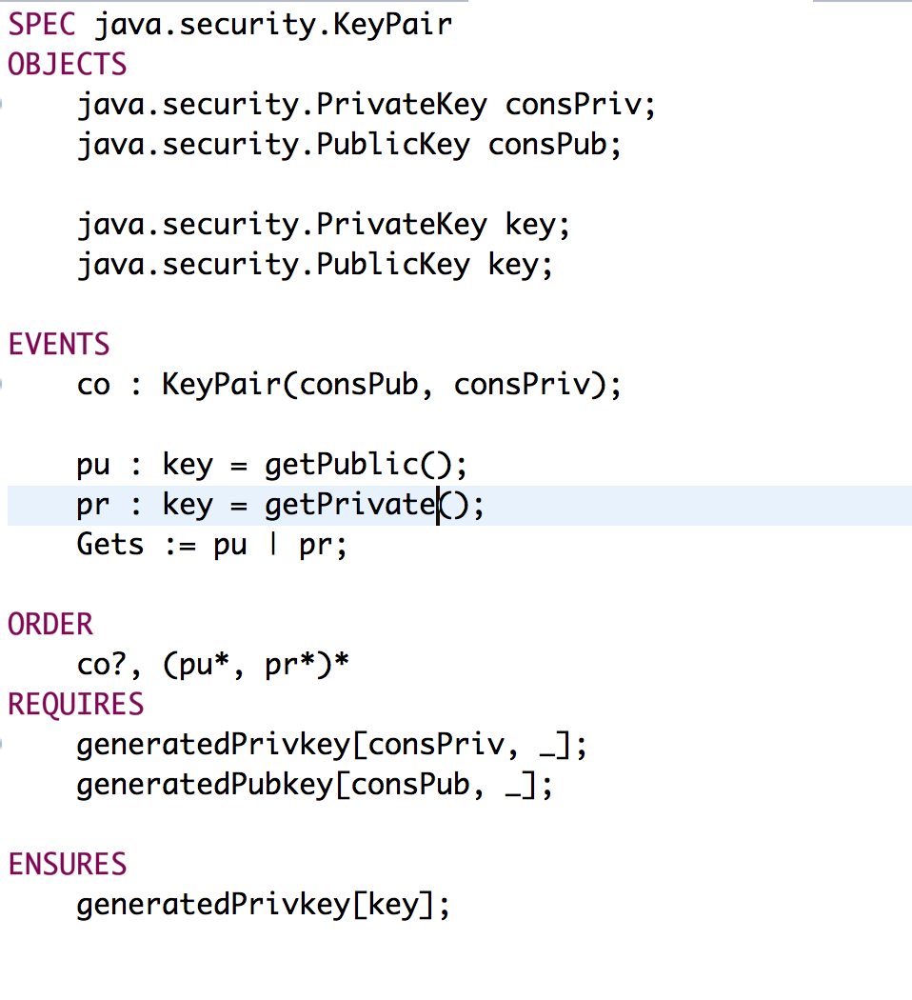 SPEC java.security.KeyPair
OBJECTS
java.security.PrivateKey consPriv;
java.security.PublicKey consPub;
java.security.PrivateKey key;
java.security.PublicKey key;
EVENTS
co : KeyPair(consPub, consPriv);
pu : key = getPublic();
pr : key = getPrivate();
Gets := pu | pr;
ORDER
co?, (pu*, pr*)*
REQUIRES
generatedPrivkey[consPriv, _];
generatedPubkey[consPub, _];
ENSURES
generatedPrivkey[key];